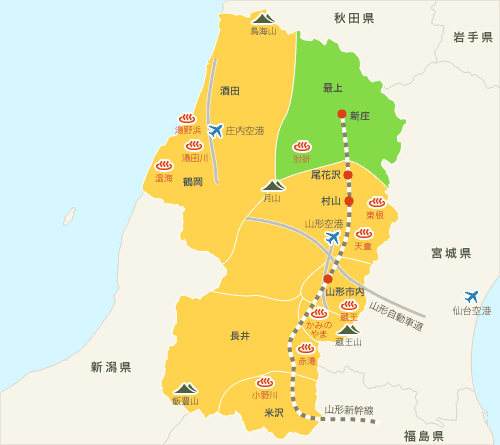 秋田県
鳥海山
岩手県
最上
酒田
新庄
湯野浜
庄内空港
湯田川
肘折
温海
鶴岡
尾花沢
月山
村山
東根
山形空港
天童
宮城県
山形市内
仙台空港
蔵王
山形自動車道
かみの
やま
長井
蔵王山
赤湯
新潟県
小野川
飯豊山
米沢
山形新幹線
福島県